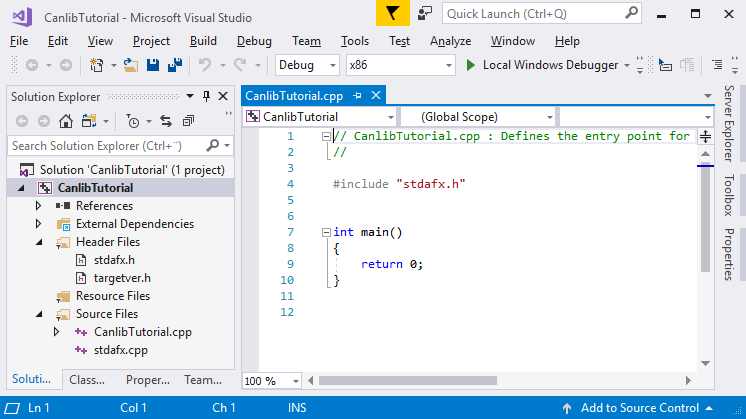 CanlibTutorial - Microsoft Visual Studio
Quick Launch (Ctrl+Q)
File Edit View Project Build Debug Team Tools Test Analyze Window Help
Debug x86 Local Windows Debugger
Solution Explorer
Search Solution Explorer (Ctrl+¨)
Solution 'CanlibTutorial' (1 project)
CanlibTutorial
References
External Dependencies
Header Files
stdafx.h
targetver.h
Resource Files
Source Files
CanlibTutorial.cpp
stdafx.cpp
Soluti... Class... Proper... Team...
CanlibTutorial.cpp
CanlibTutorial (Global Scope)
1 // CanlibTutorial.cpp : Defines the entry point for
2 //
3
4 #include "stdafx.h"
5
6
7 int main()
8 {
9 return 0;
10 }
11
12
100 %
Server Explorer
Toolbox
Properties
Ln 1 Col 1 Ch 1 INS Add to Source Control